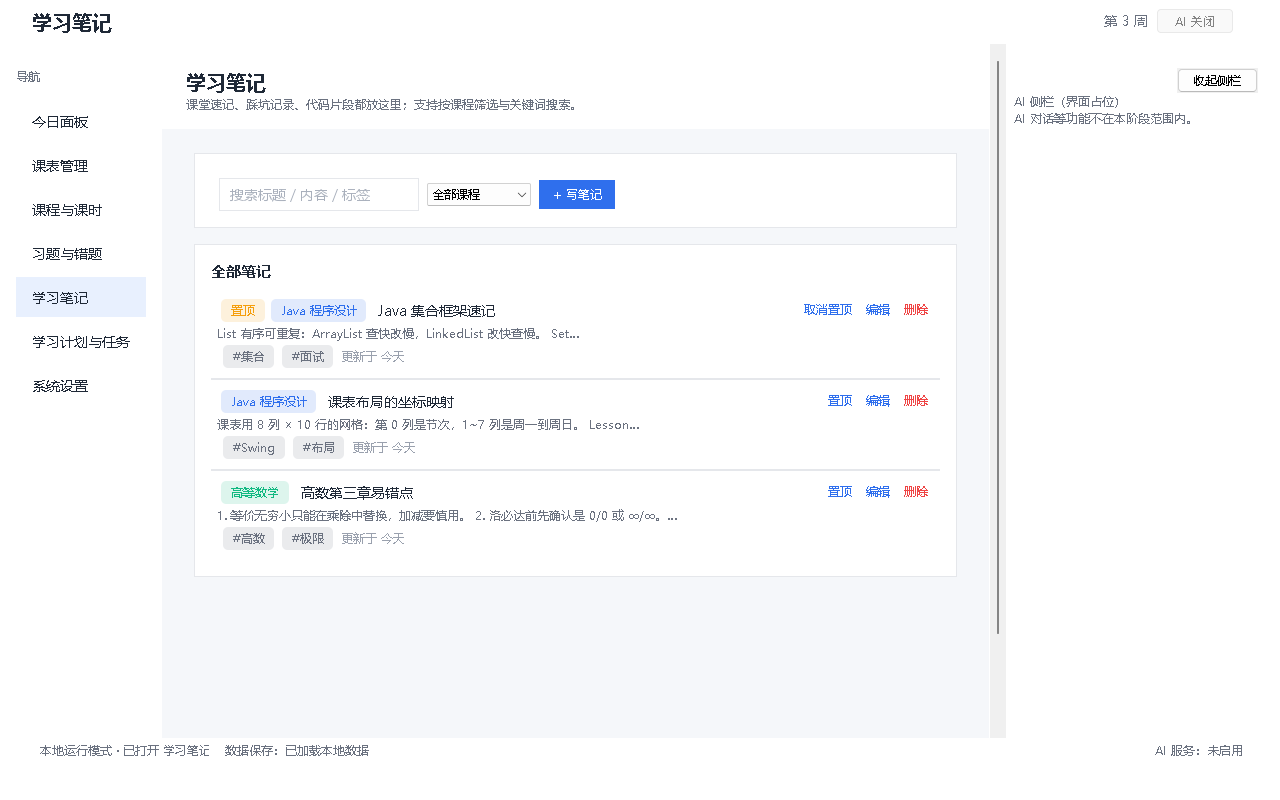 学习笔记
第 3 周
AI 关闭
导航
今日面板
课表管理
课程与课时
习题与错题
学习笔记
学习计划与任务
系统设置
学习笔记
课堂速记、踩坑记录、代码片段都放这里；支持按课程筛选与关键词搜索。
搜索标题 / 内容 / 标签
全部课程
+ 写笔记
全部笔记
置顶 Java 程序设计 Java 集合框架速记 取消置顶 编辑 删除
List 有序可重复：ArrayList 查快改慢，LinkedList 改快查慢。 Set...
#集合 #面试 更新于 今天
Java 程序设计 课表布局的坐标映射 置顶 编辑 删除
课表用 8 列 × 10 行的网格：第 0 列是节次，1~7 列是周一到周日。 Lesson...
#Swing #布局 更新于 今天
高等数学 高数第三章易错点 置顶 编辑 删除
1. 等价无穷小只能在乘除中替换，加减要慎用。 2. 洛必达前先确认是 0/0 或 ∞/∞。...
#高数 #极限 更新于 今天
收起侧栏
AI 侧栏（界面占位）
AI 对话等功能不在本阶段范围内。
本地运行模式 · 已打开 学习笔记 数据保存：已加载本地数据
AI 服务：未启用